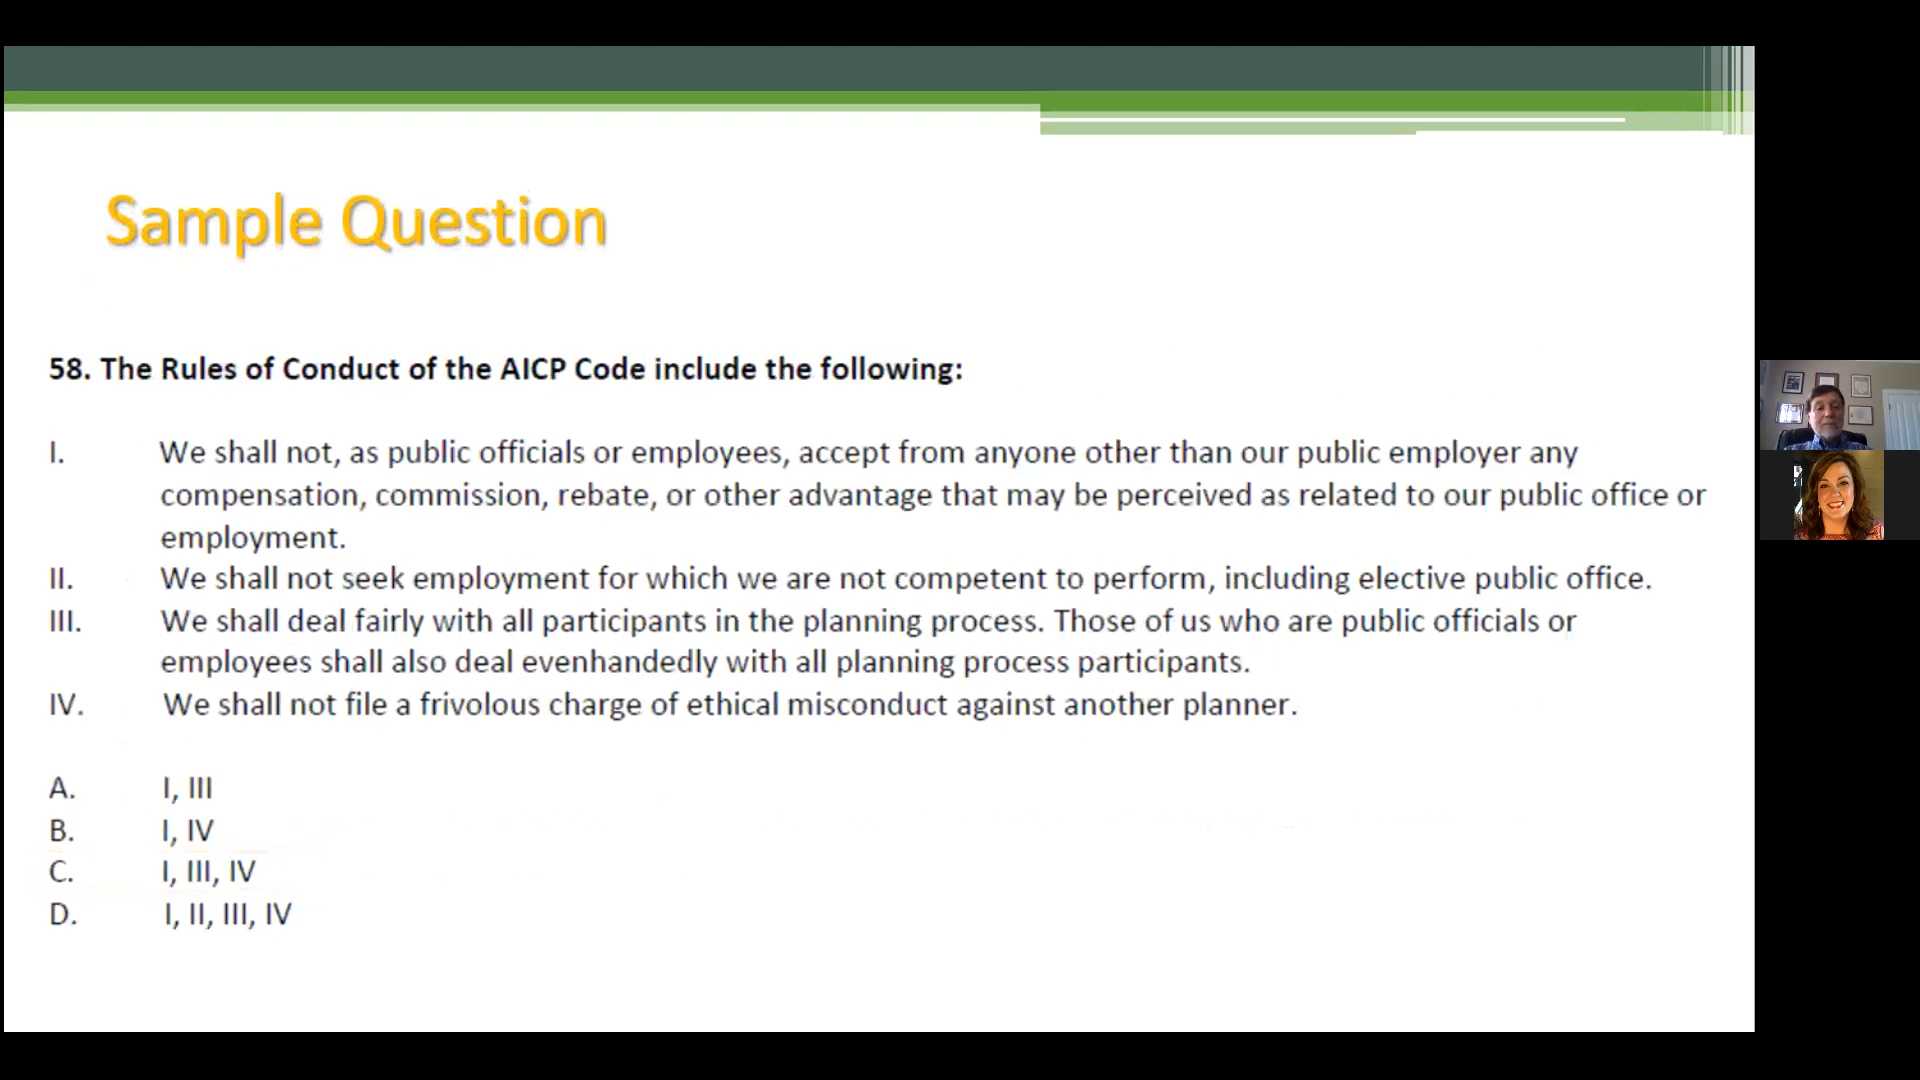 Sample Question
58. The Rules of Conduct of the AICP Code include the following:
I. We shall not, as public officials or employees, accept from anyone other than our public employer any
compensation, commission, rebate, or other advantage that may be perceived as related to our public office or
employment.
II. We shall not seek employment for which we are not competent to perform, including elective public office.
III. We shall deal fairly with all participants in the planning process. Those of us who are public officials or
employees shall also deal evenhandedly with all planning process participants.
IV. We shall not file a frivolous charge of ethical misconduct against another planner.
A. I, III
B. I, IV
C. I, III, IV
D. I, II, III, IV